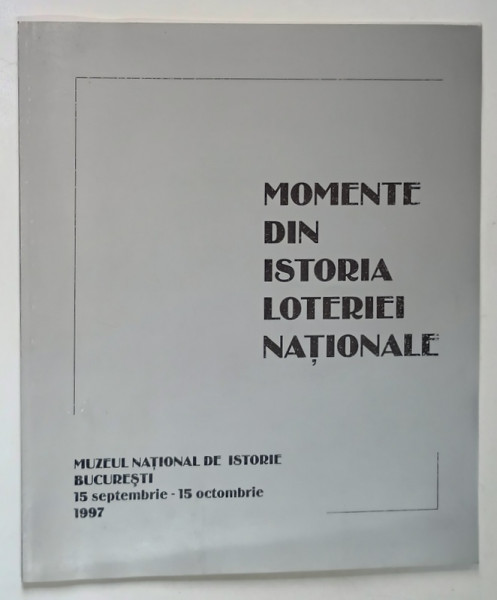 MOMENTE
DIN
ISTORIA
LOTERIEI
NAȚIONALE
MUZEUL NAȚIONAL DE ISTORIE
BUCUREȘTI
15 septembrie - 15 octombrie
1997